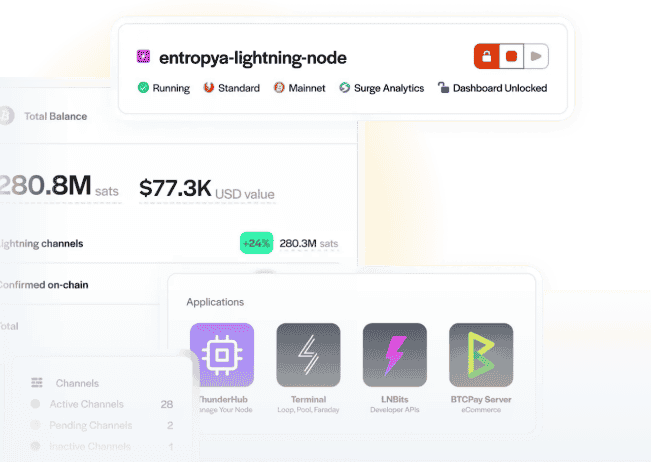 entropya-lightning-node
Running Standard Mainnet Surge Analytics Dashboard Unlocked
Total Balance
280.8M sats $77.3K USD value
ightning channels +24% 280.3M sats
Confirmed on-chain
Total
Applications
ThunderHub Terminal LNBits BTCPay Server
anage Your Node Loop, Pool, Faraday Developer APIs eCommerce
Channels
Active Channels 28
Pending Channels 2
Inactive Channels 1